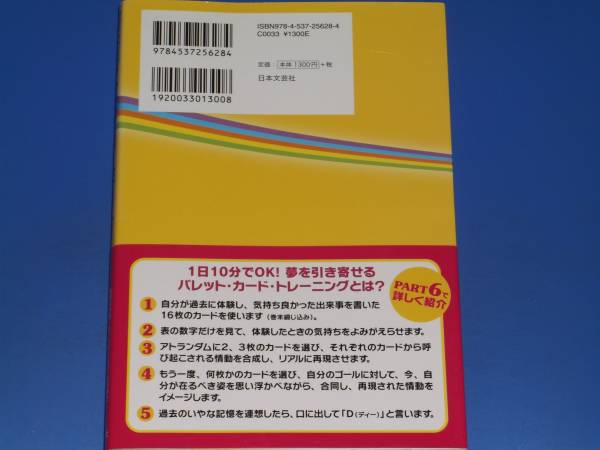 ISBN978-4-537-25628-4
C0033 ¥1300E
9784537256284
定価：本体1300円+税
1920033013008
日本文芸社
1日10分でOK! 夢を引き寄せる
パレット・カード・トレーニングとは?
PART6で
詳しく紹介
1 自分が過去に体験し、気持ち良かった出来事を書いた
16枚のカードを使います（巻末綴じ込み）。
2 表の数字だけを見て、体験したときの気持ちをよみがえらせます。
3 アトランダムに2、3枚のカードを選び、それぞれのカードから呼
び起こされる情動を合成し、リアルに再現させます。
4 もう一度、何枚かのカードを選び、自分のゴールに対して、今、自
分が在るべき姿を思い浮かべながら、合同し、再現された情動を
イメージします。
5 過去のいやな記憶を連想したら、口に出して「D（ディー）」と言います。